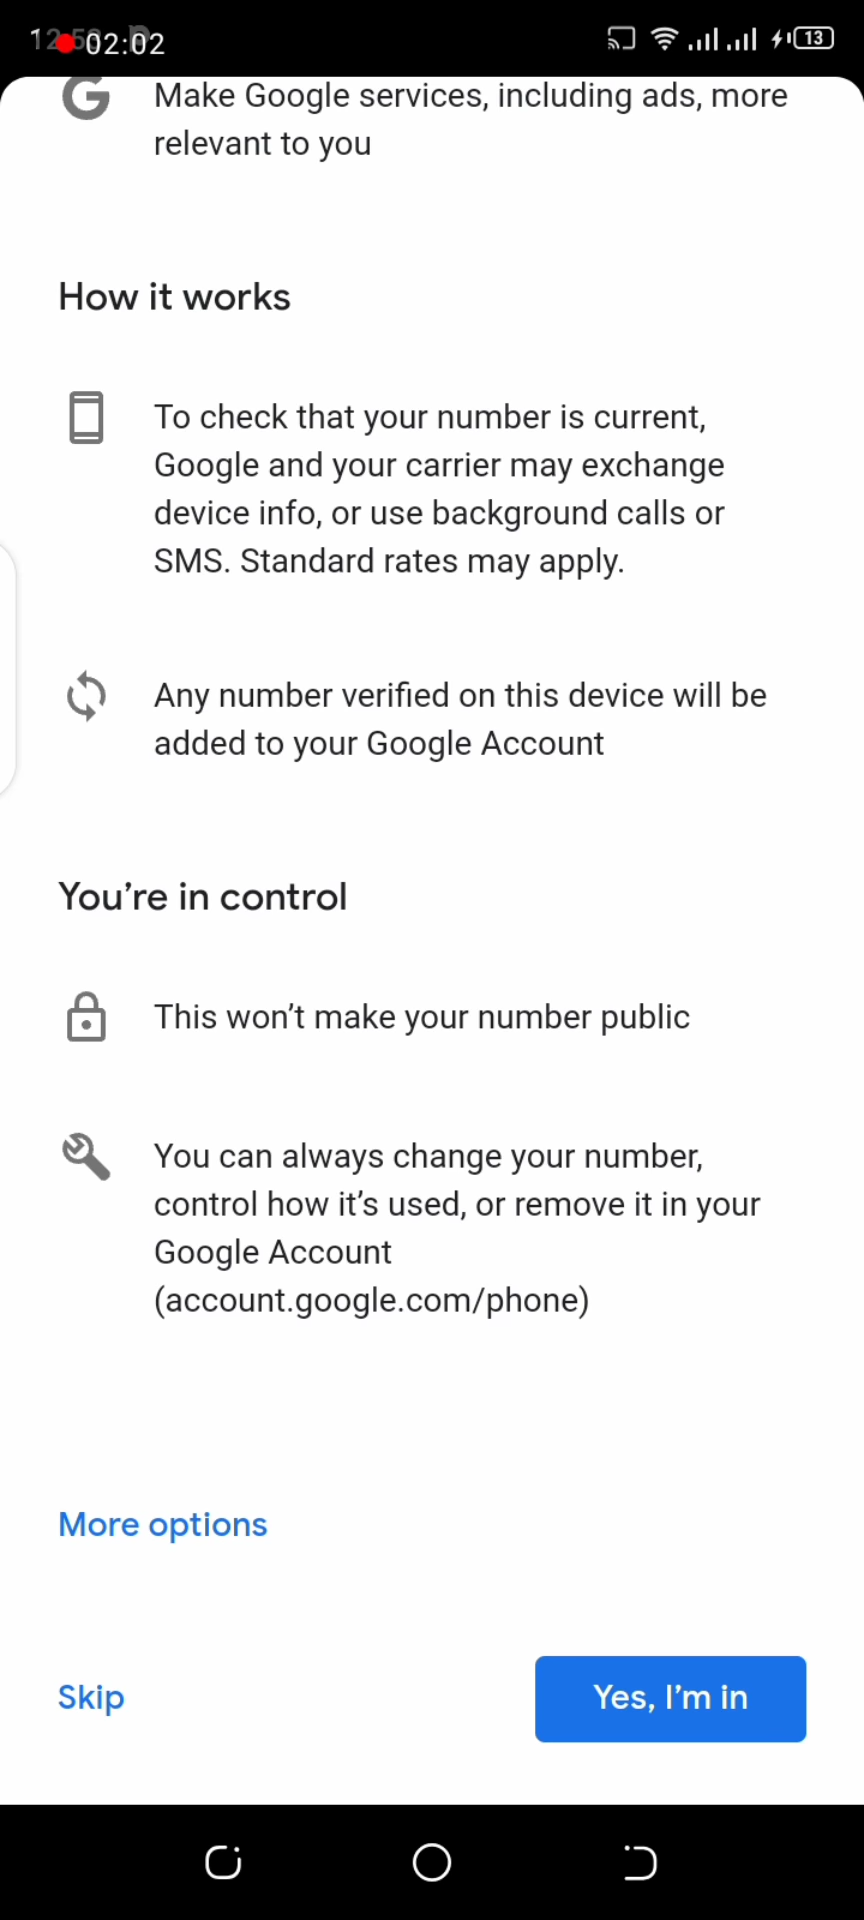 02:02
13
Make Google services, including ads, more
relevant to you
How it works
To check that your number is current,
Google and your carrier may exchange
device info, or use background calls or
SMS. Standard rates may apply.
Any number verified on this device will be
added to your Google Account
You’re in control
This won’t make your number public
You can always change your number,
control how it’s used, or remove it in your
Google Account
(account.google.com/phone)
More options
Skip
Yes, I’m in